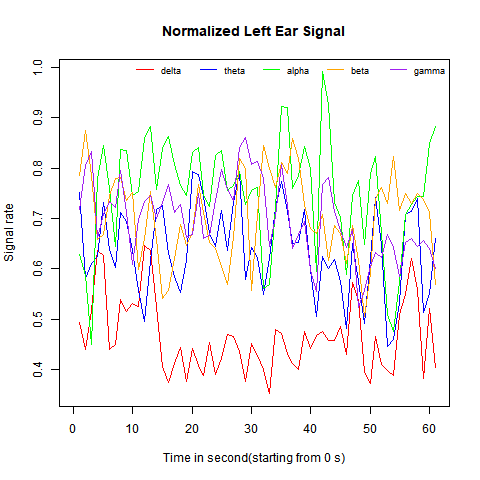 Normalized Left Ear Signal
delta theta alpha beta gamma
1.0
0.9
0.8
0.7
0.6
0.5
0.4
Signal rate
0 10 20 30 40 50 60
Time in second(starting from 0 s)